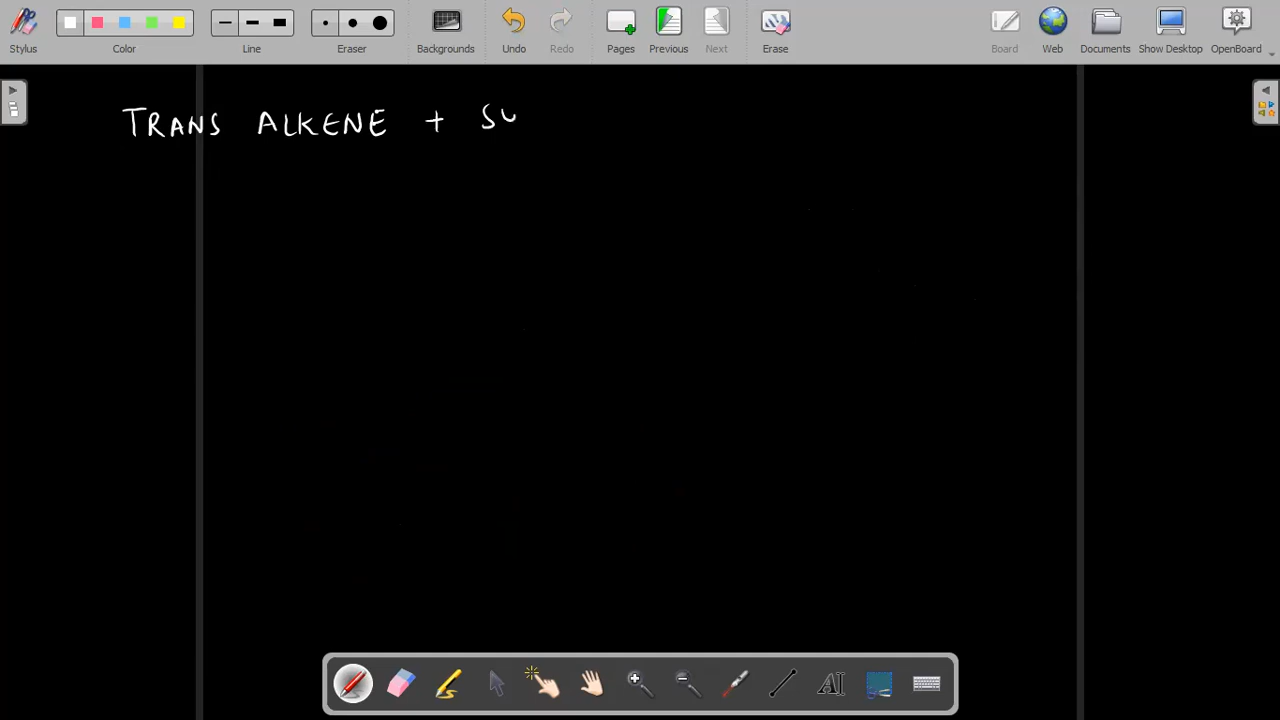 Stylus Color Line Eraser Backgrounds Undo Redo Pages Previous Next Erase Board Web Documents Show Desktop OpenBoard
TRANS ALKENE + SU
AI